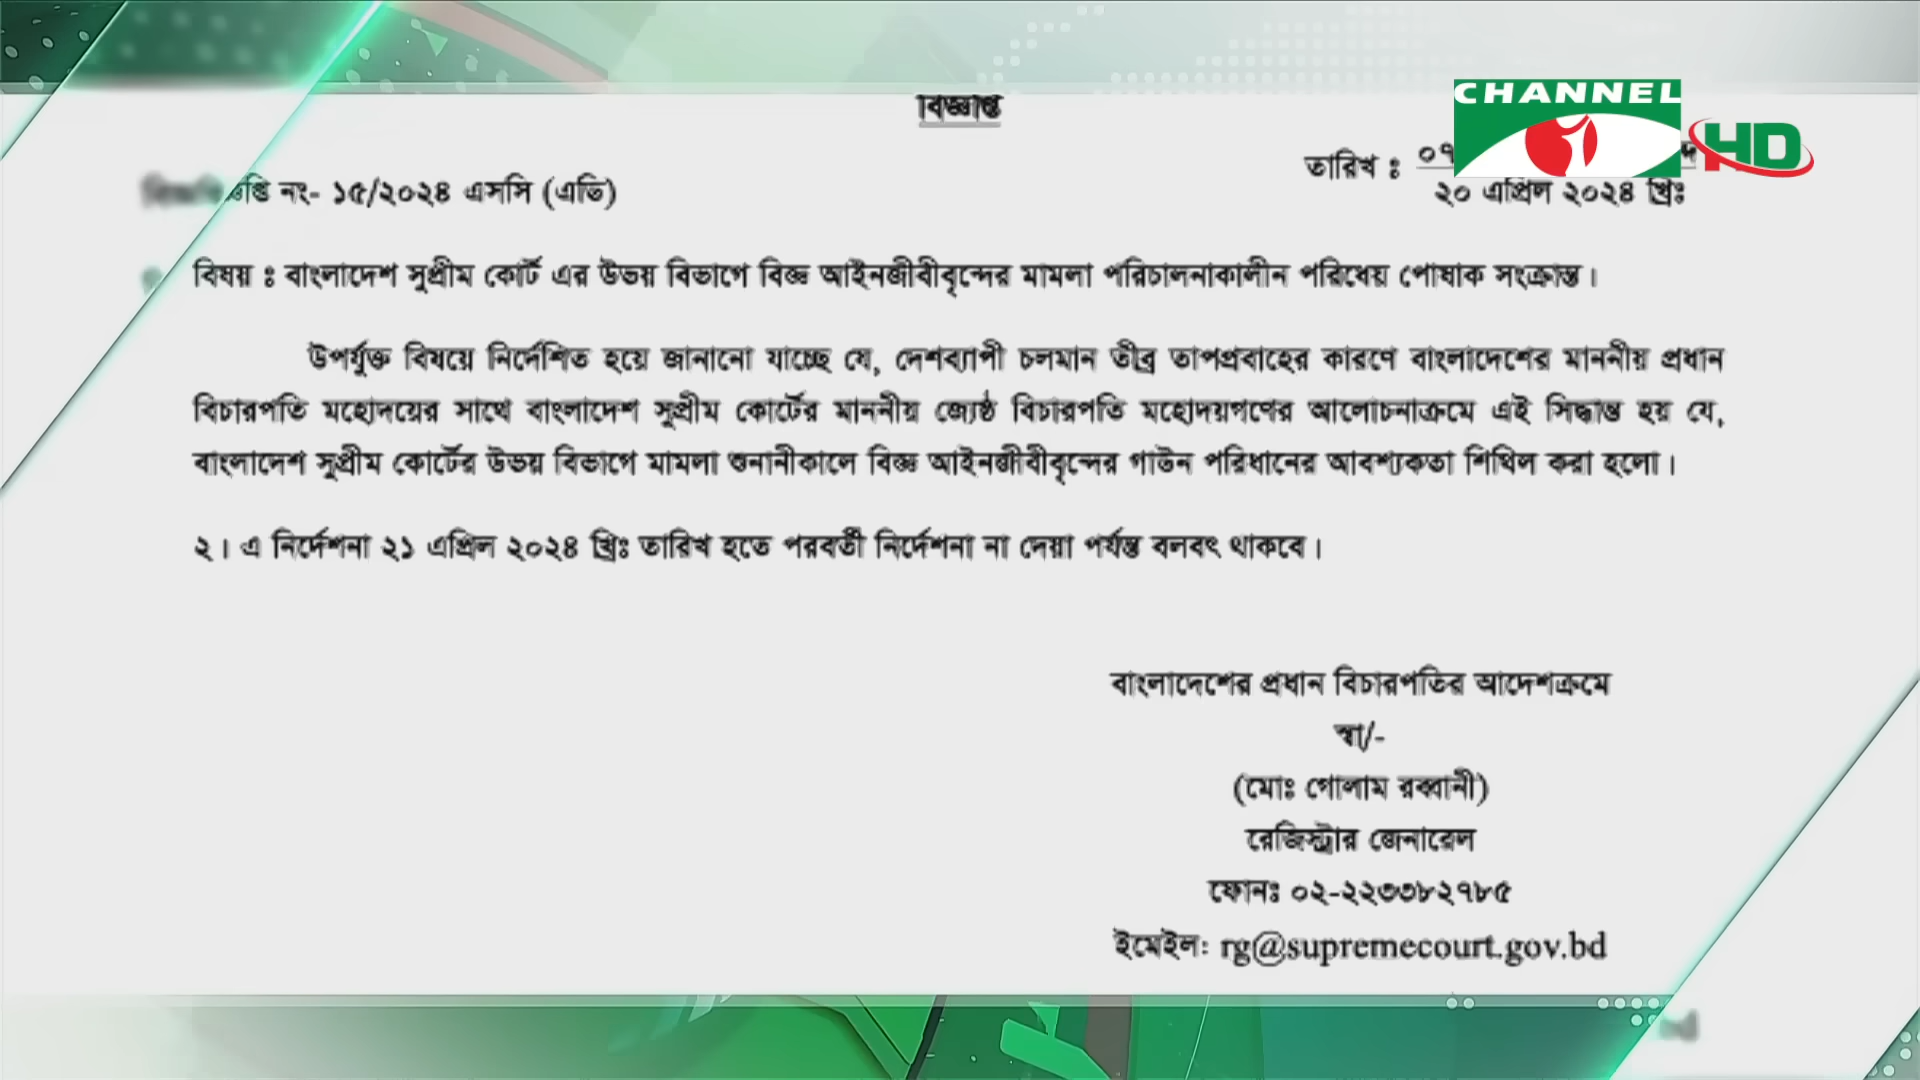 বিজ্ঞপ্তি
CHANNEL
HD
তারিখ : ০৭
নং- ১৫/২০২৪ এসসি (এডি)
২০ এপ্রিল ২০২৪ খ্রিঃ
বিষয় : বাংলাদেশ সুপ্রীম কোর্ট এর উভয় বিভাগে বিজ্ঞ আইনজীবীবৃন্দের মামলা পরিচালনাকালীন পরিধেয় পোষাক সংক্রান্ত।
উপর্যুক্ত বিষয়ে নির্দেশিত হয়ে জানানো যাচ্ছে যে, দেশব্যাপী চলমান তীব্র তাপপ্রবাহের কারণে বাংলাদেশের মাননীয় প্রধান
বিচারপতি মহোদয়ের সাথে বাংলাদেশ সুপ্রীম কোর্টের মাননীয় জ্যেষ্ঠ বিচারপতি মহোদয়গণের আলোচনাক্রমে এই সিদ্ধান্ত হয় যে,
বাংলাদেশ সুপ্রীম কোর্টের উভয় বিভাগে মামলা শুনানীকালে বিজ্ঞ আইনজীবীবৃন্দের গাউন পরিধানের আবশ্যকতা শিথিল করা হলো।
২। এ নির্দেশনা ২১ এপ্রিল ২০২৪ খ্রিঃ তারিখ হতে পরবর্তী নির্দেশনা না দেয়া পর্যন্ত বলবৎ থাকবে।
বাংলাদেশের প্রধান বিচারপতির আদেশক্রমে
স্বা/-
(মোঃ গোলাম রব্বানী)
রেজিস্ট্রার জেনারেল
ফোনঃ ০২-২২৩৩৮২৭৮৫
ইমেইল: rg@supremecourt.gov.bd